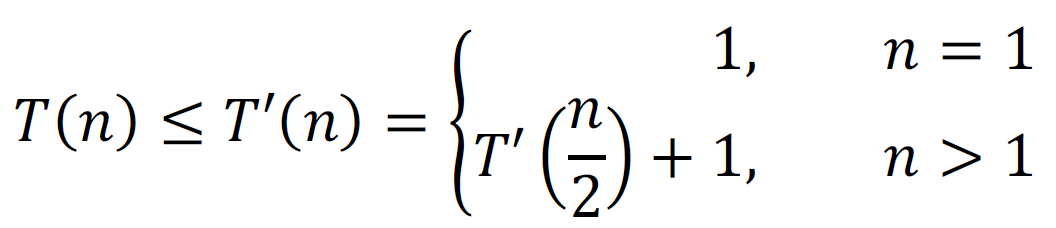 T(n) ≤ T′(n) = { 1, n = 1
T′(n/2) + 1, n > 1